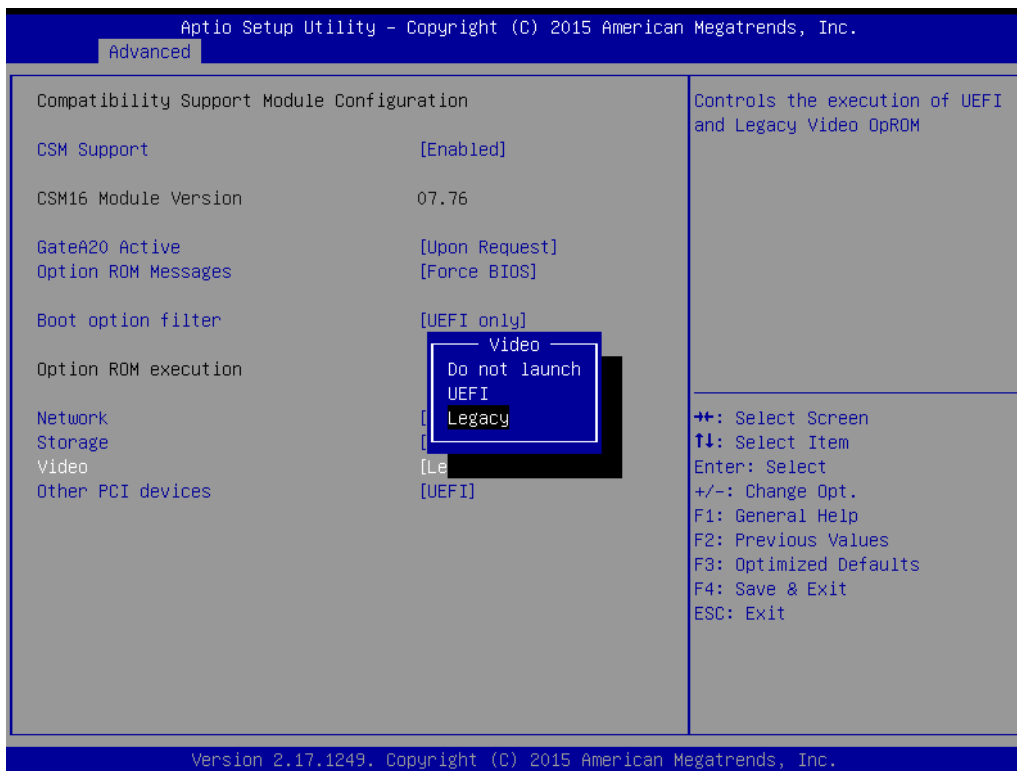 Aptio Setup Utility – Copyright (C) 2015 American Megatrends, Inc.
Advanced
Compatibility Support Module Configuration
CSM Support [Enabled]
CSM16 Module Version 07.76
GateA20 Active [Upon Request]
Option ROM Messages [Force BIOS]
Boot option filter [UEFI only]
Option ROM execution
Network [
Storage [
Video [Le
Other PCI devices [UEFI]
Video
Do not launch
UEFI
Legacy
Controls the execution of UEFI
and Legacy Video OpROM
→←: Select Screen
↑↓: Select Item
Enter: Select
+/-: Change Opt.
F1: General Help
F2: Previous Values
F3: Optimized Defaults
F4: Save & Exit
ESC: Exit
Version 2.17.1249. Copyright (C) 2015 American Megatrends, Inc.